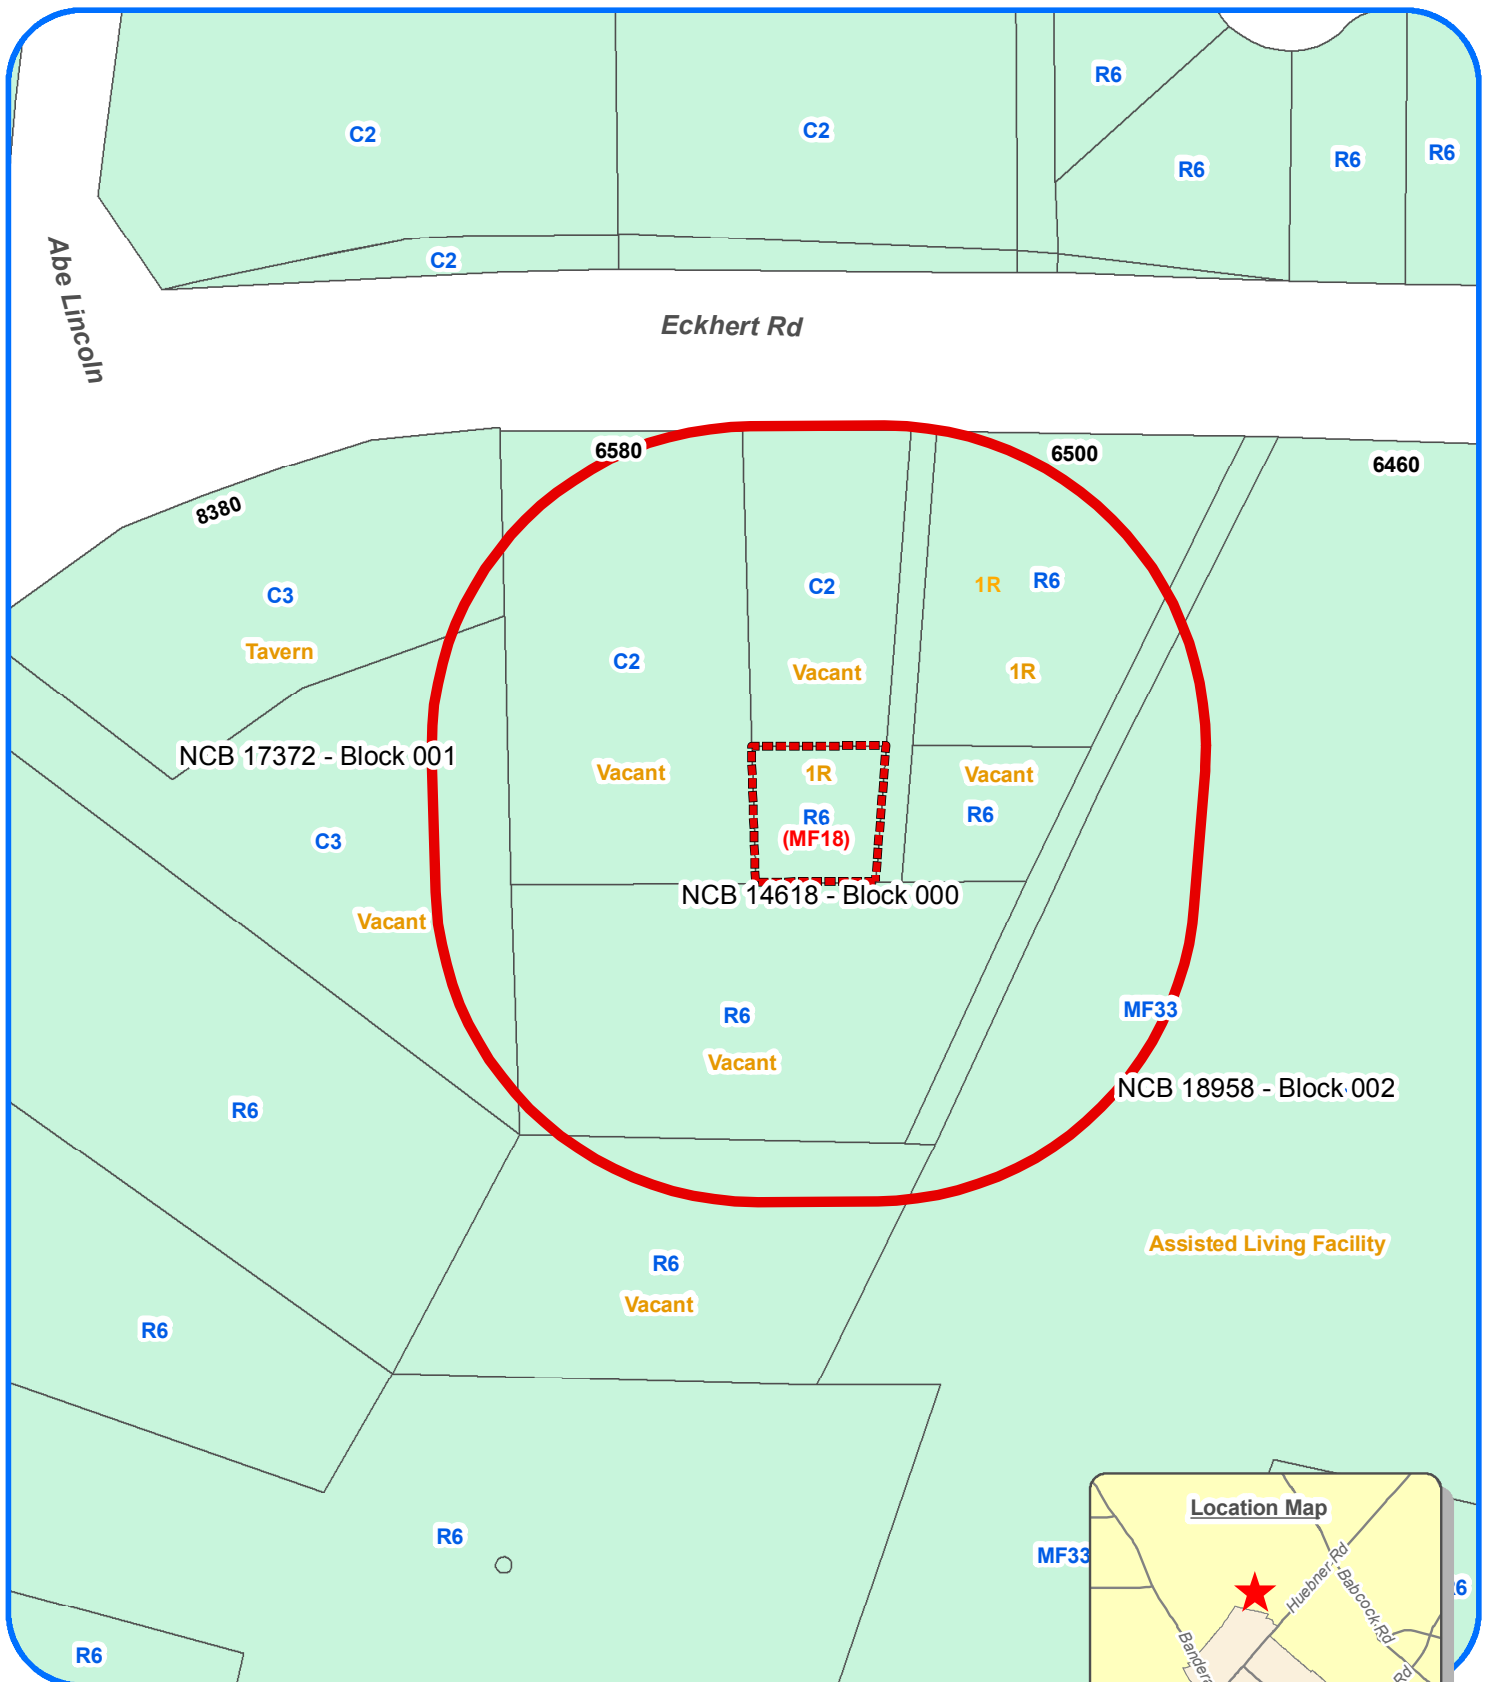 R6
C2
C2
R6
R6
R6
C2
Abe Lincoln
Eckhert Rd
6580
6500
6460
8380
C3
C2
1R
R6
Tavern
C2
Vacant
1R
NCB 17372 - Block 001
Vacant
1R
Vacant
R6
(MF18)
R6
C3
NCB 14618 - Block 000
Vacant
R6
MF33
Vacant
NCB 18958 - Block 002
R6
Assisted Living Facility
R6
Vacant
R6
Location Map
R6
MF33
Huebner Rd
Babcock Rd
R6
Rd